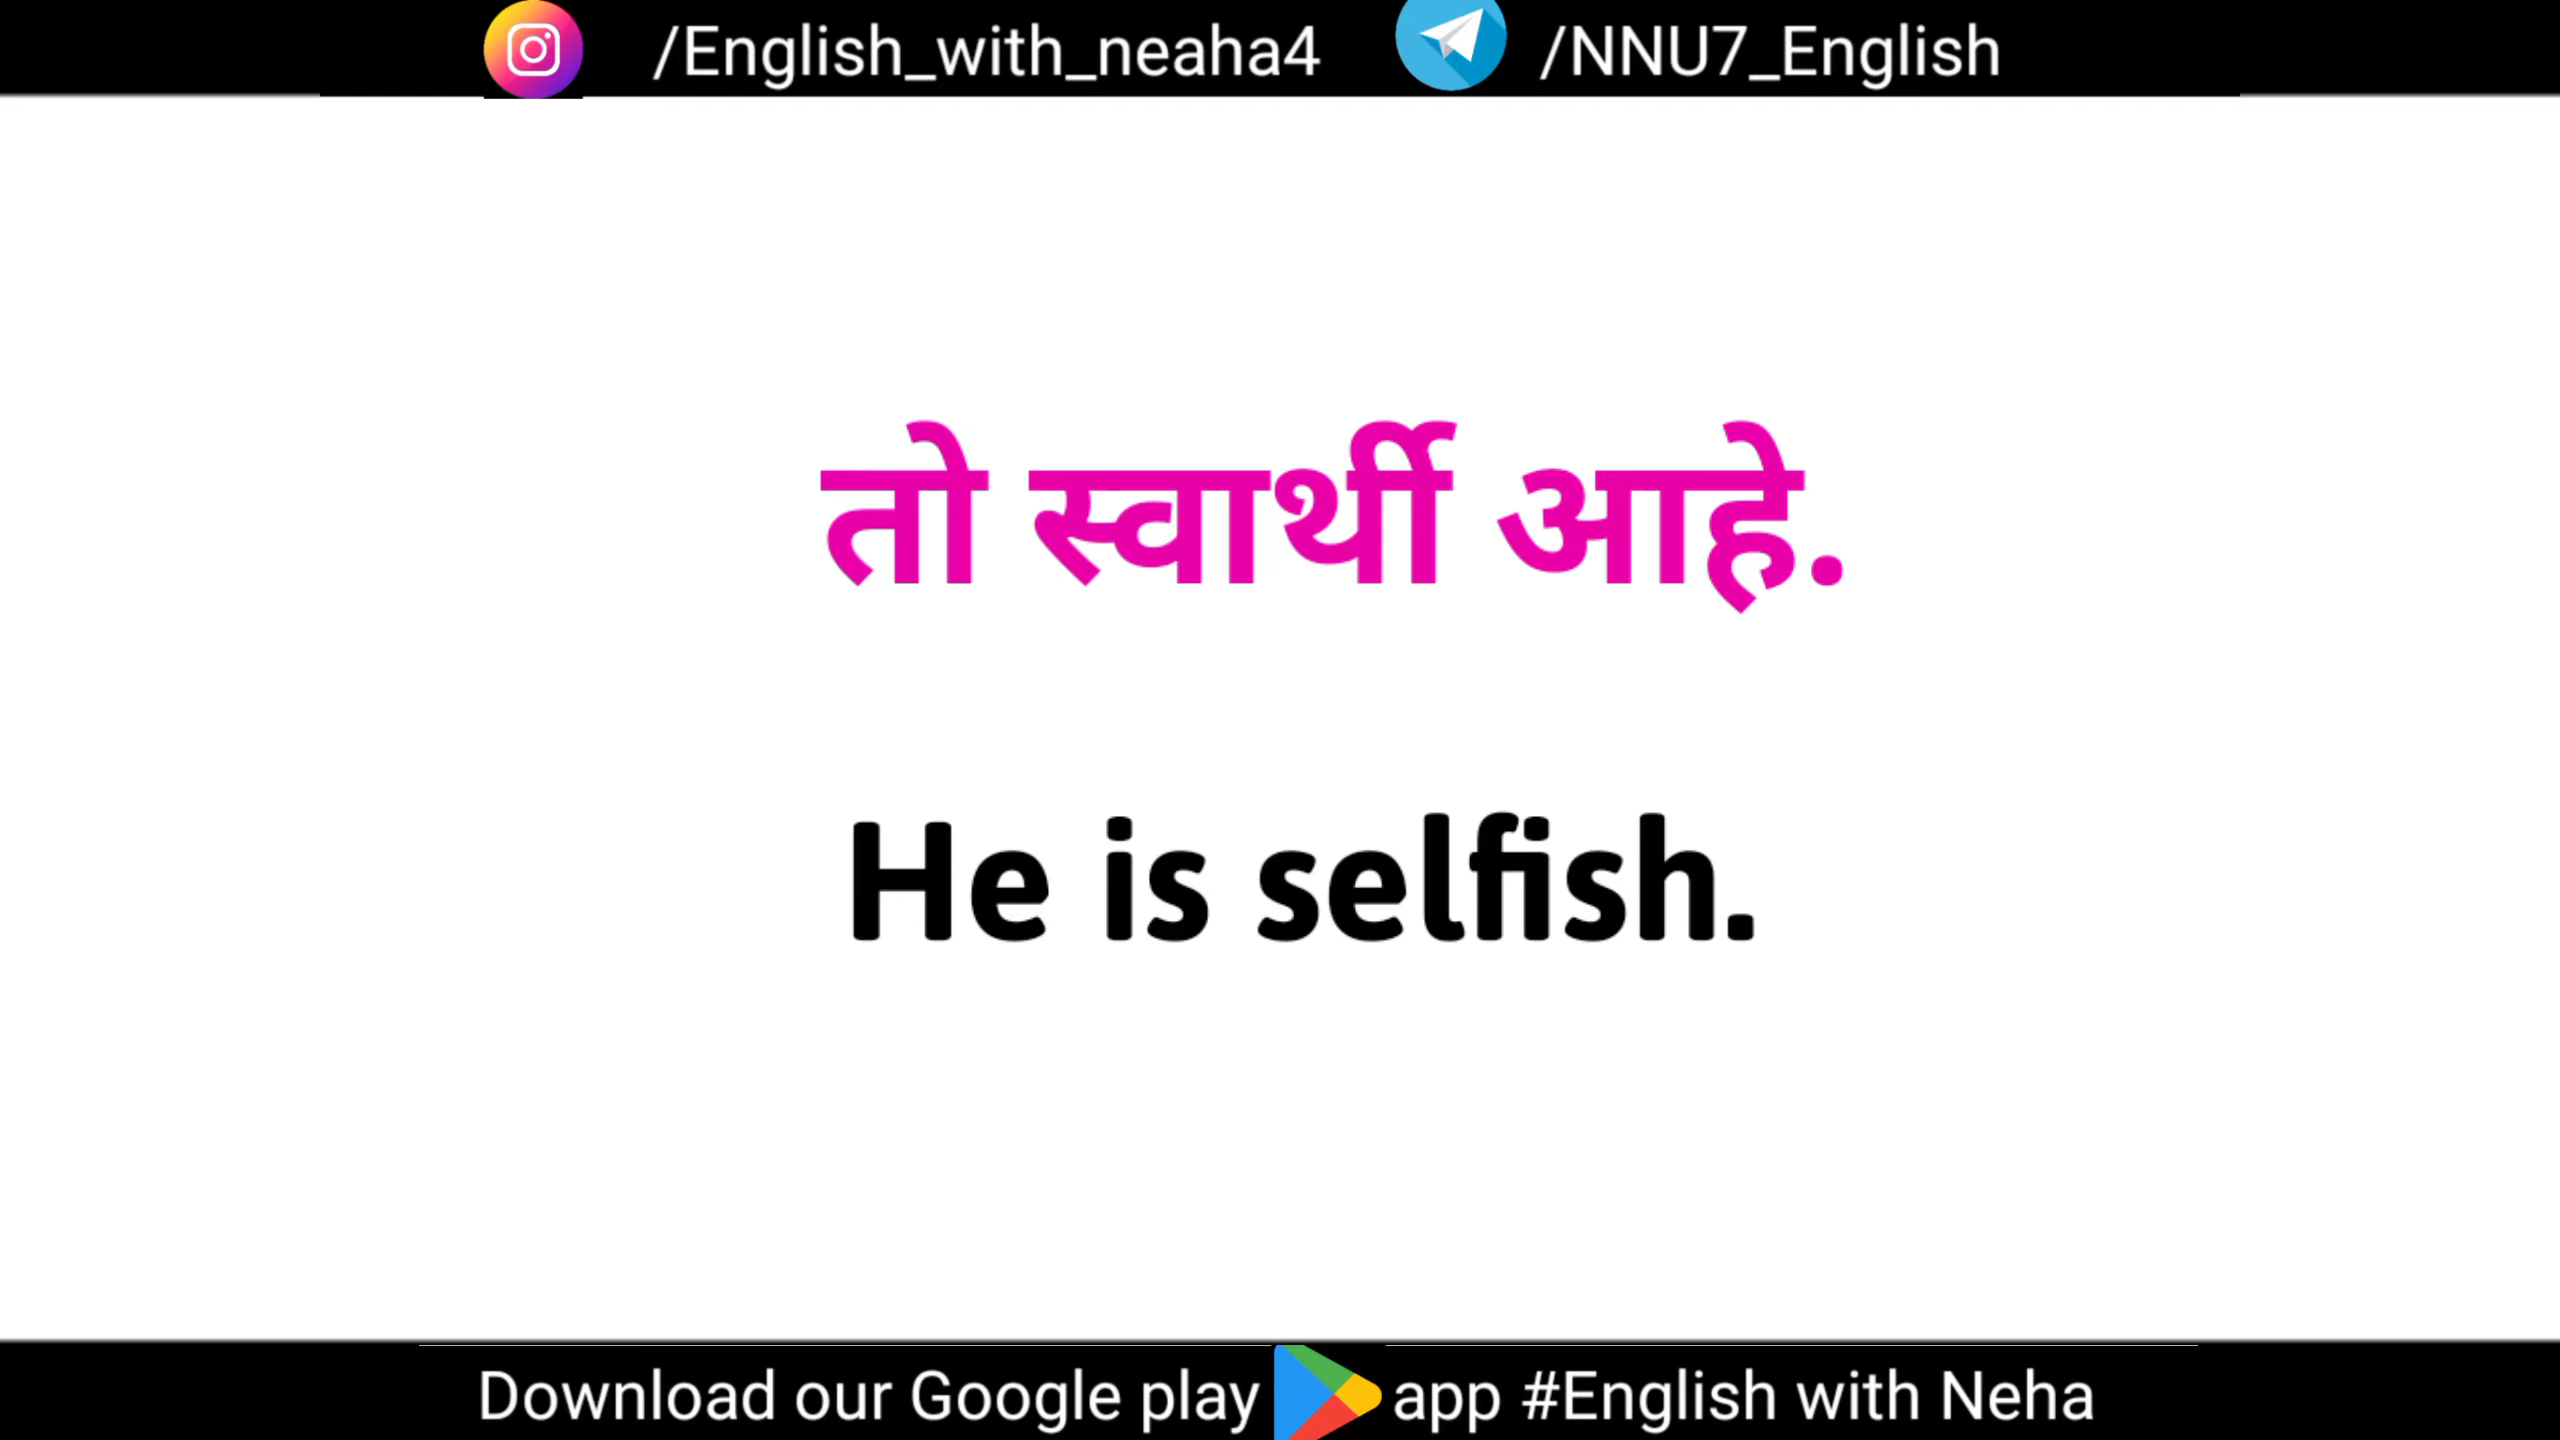 /English_with_neaha4 /NNU7_English
तो स्वार्थी आहे.
He is selfish.
Download our Google play app #English with Neha